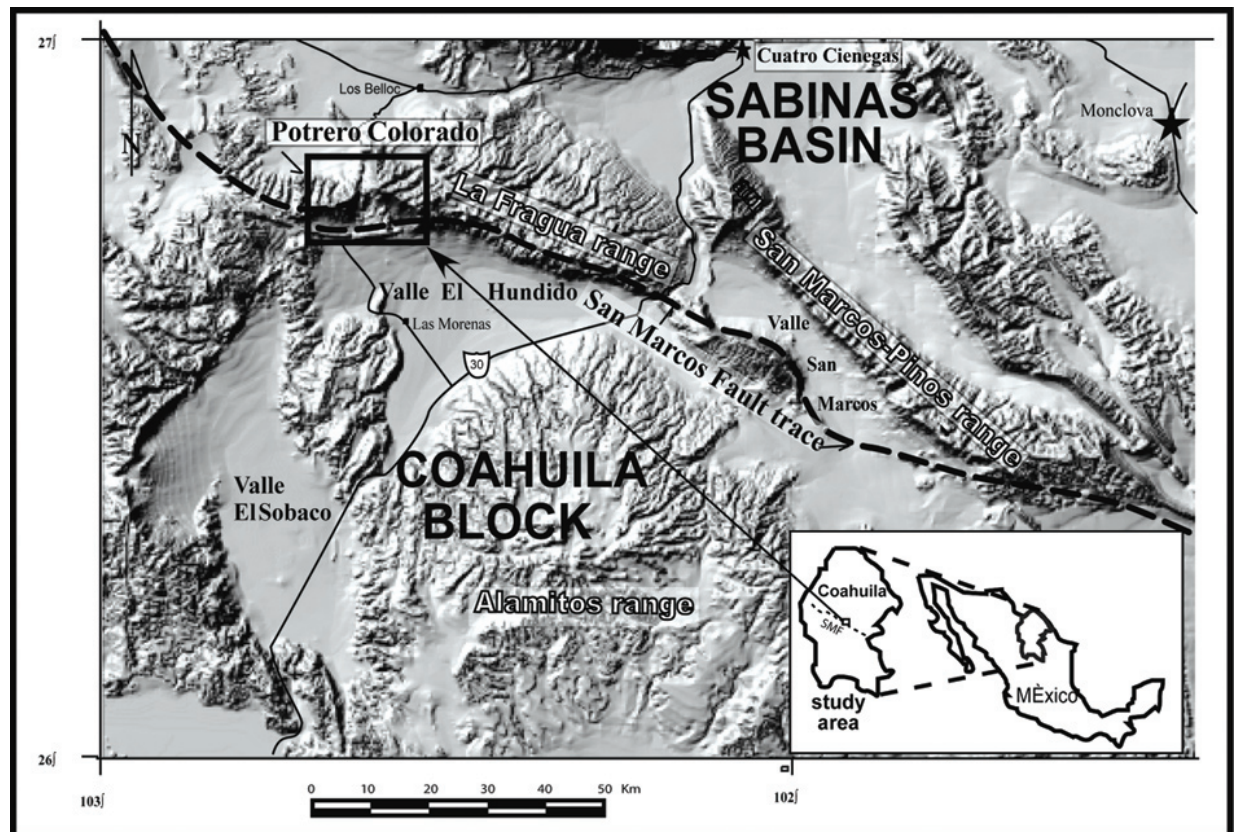 27∫
Cuatro Cienegas
Los Belloc
SABINAS
BASIN
Monclova
Potrero Colorado
N
La Fragua range
San Marcos-Pinos range
Valle El Hundido
San Marcos Fault trace
Las Morenas
Valle
San
Marcos
30
COAHUILA
BLOCK
Valle
El Sobaco
Alamitos range
Coahuila
SMF
MÈxico
study
area
26∫
103∫
102∫
0 10 20 30 40 50 Km